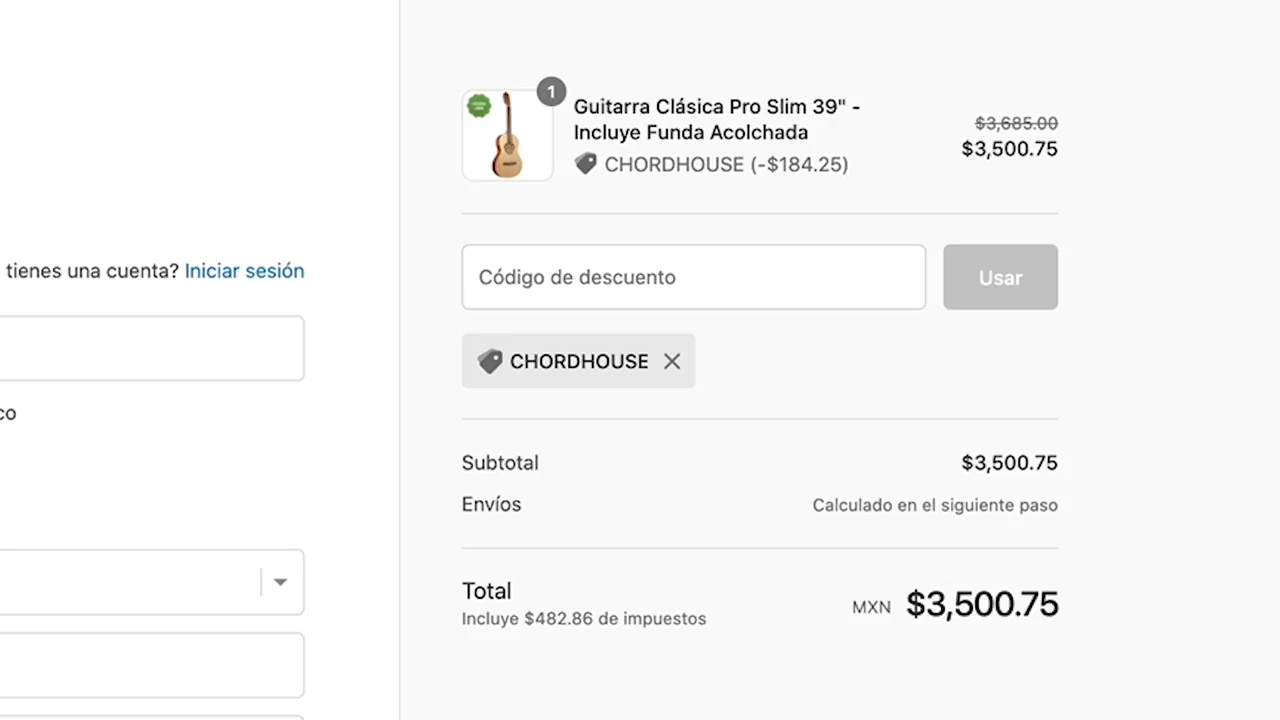 1
Guitarra Clásica Pro Slim 39" -
Incluye Funda Acolchada
CHORDHOUSE (-$184.25)
$3,685.00
$3,500.75
tienes una cuenta? Iniciar sesión
Código de descuento
Usar
CHORDHOUSE
co
Subtotal
$3,500.75
Envíos
Calculado en el siguiente paso
Total
Incluye $482.86 de impuestos
MXN $3,500.75